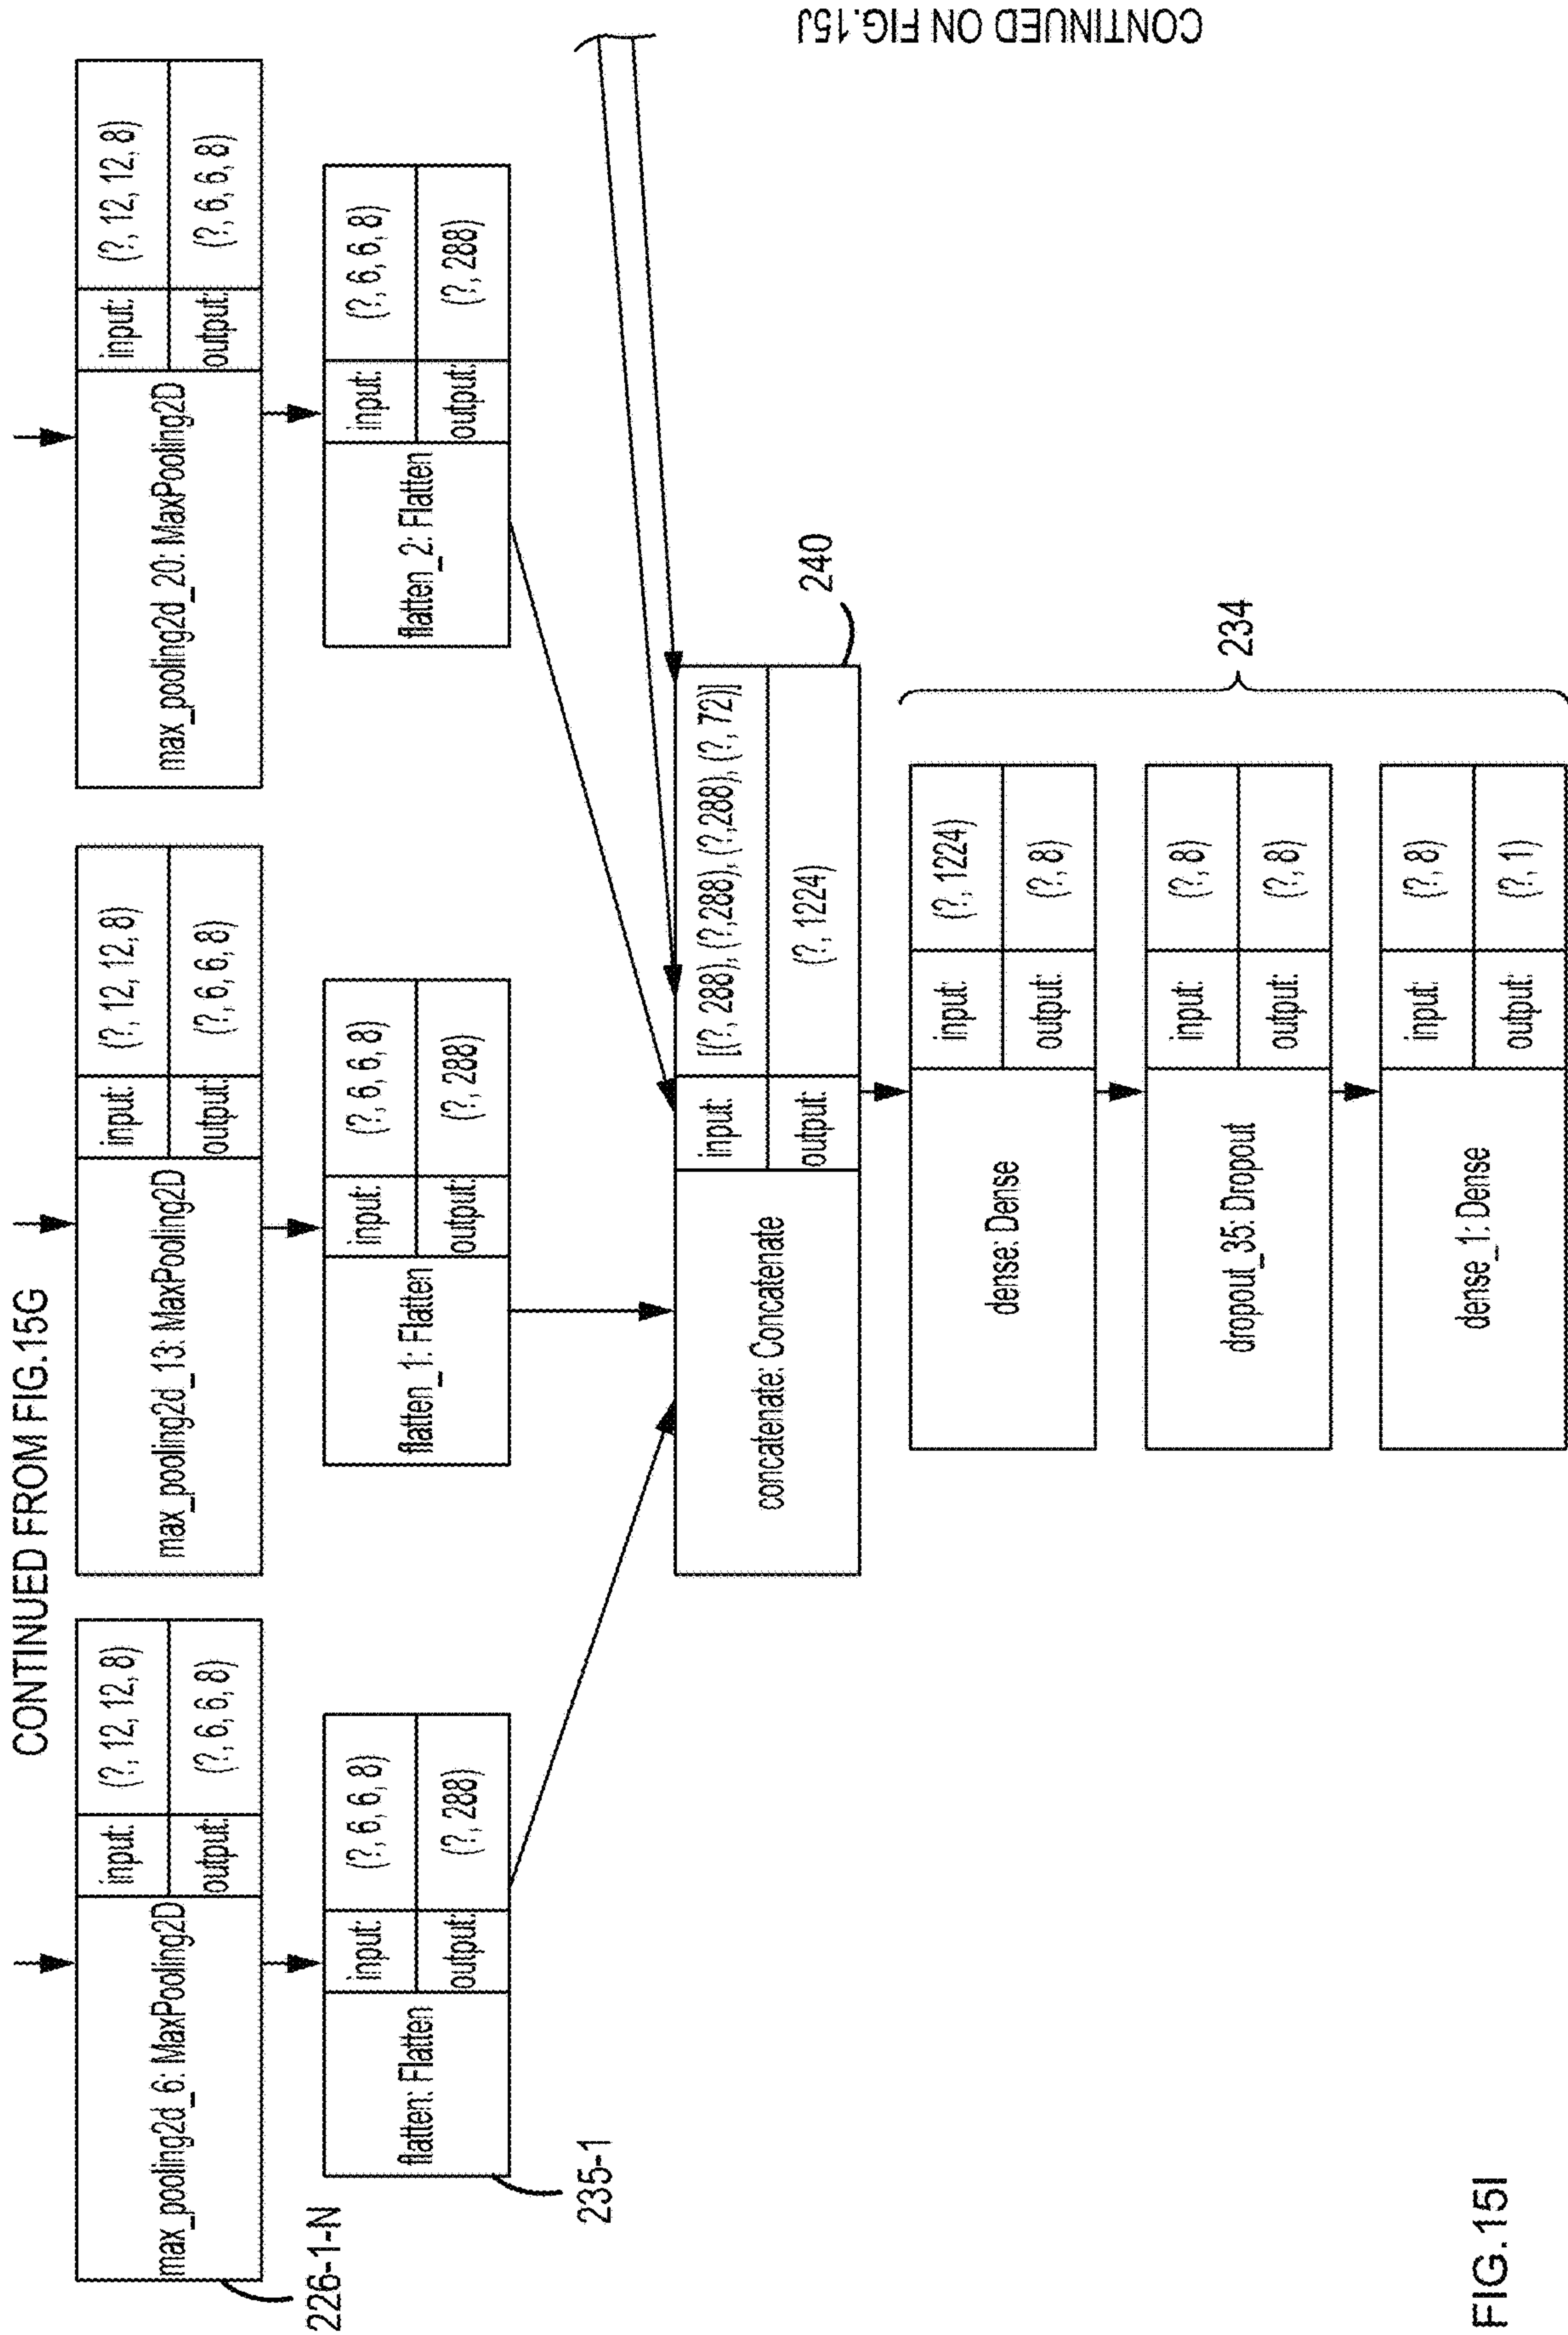 CONTINUED FROM FIG.15G
max_pooling2d_6: MaxPooling2D
input:
(?, 12, 12, 8)
output:
(?, 6, 6, 8)
226-1-N
max_pooling2d_13: MaxPooling2D
input:
(?, 12, 12, 8)
output:
(?, 6, 6, 8)
max_pooling2d_20: MaxPooling2D
input:
(?, 12, 12, 8)
output:
(?, 6, 6, 8)
flatten: Flatten
input:
(?, 6, 6, 8)
output:
(?, 288)
235-1
flatten_1: Flatten
input:
(?, 6, 6, 8)
output:
(?, 288)
flatten_2: Flatten
input:
(?, 6, 6, 8)
output:
(?, 288)
concatenate: Concatenate
input:
[(?, 288), (?,288), (?,288), (?,288), (?, 72)]
output:
(?, 1224)
240
CONTINUED ON FIG.15J
dense: Dense
input:
(?, 1224)
output:
(?, 8)
dropout_35: Dropout
input:
(?, 8)
output:
(?, 8)
dense_1: Dense
input:
(?, 8)
output:
(?, 1)
234
FIG.15I